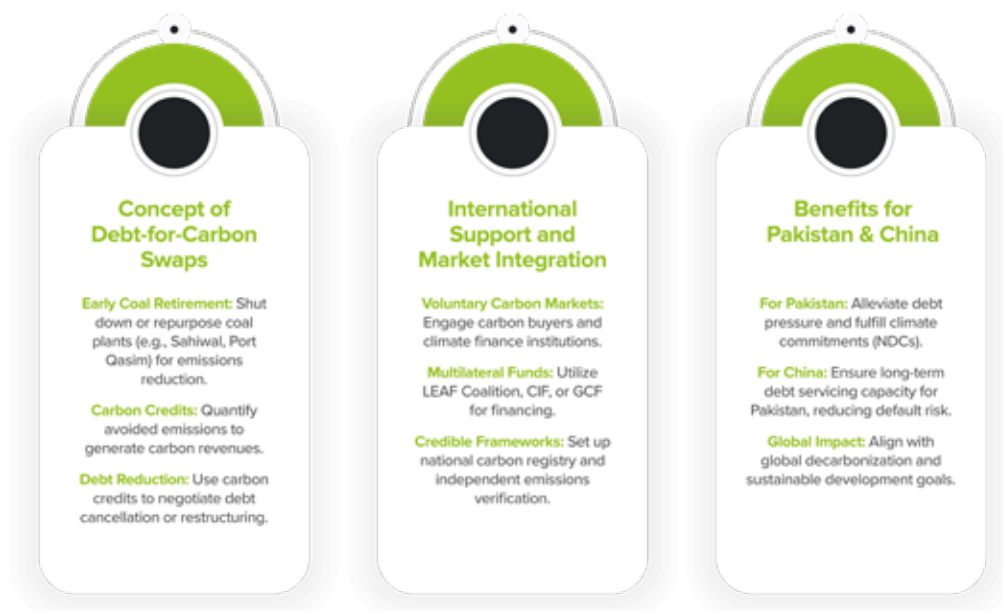 Concept of
Debt-for-Carbon
Swaps
Early Coal Retirement: Shut
down or repurpose coal
plants (e.g., Sahiwal, Port
Qasim) for emissions
reduction.
Carbon Credits: Quantify
avoided emissions to
generate carbon revenues.
Debt Reduction: Use carbon
credits to negotiate debt
cancellation or restructuring.
International
Support and
Market Integration
Voluntary Carbon Markets:
Engage carbon buyers and
climate finance institutions.
Multilateral Funds: Utilize
LEAF Coalition, CIF, or GCF
for financing.
Credible Frameworks: Set up
national carbon registry and
independent emissions
verification.
Benefits for
Pakistan & China
For Pakistan: Alleviate debt
pressure and fulfill climate
commitments (NDCs).
For China: Ensure long-term
debt servicing capacity for
Pakistan, reducing default risk.
Global Impact: Align with
global decarbonization and
sustainable development goals.